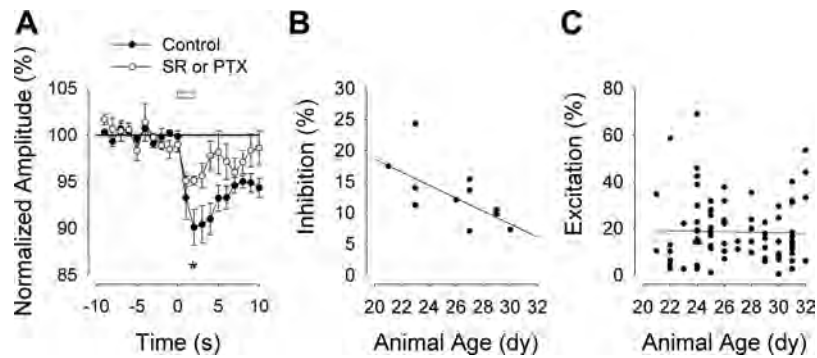 A
B
C
Control
SR or PTX
Normalized Amplitude (%)
105
100
95
90
85
*
-10 -5 0 5 10
Time (s)
Inhibition (%)
30
25
20
15
10
5
0
20 22 24 26 28 30 32
Animal Age (dy)
Excitation (%)
80
60
40
20
0
20 22 24 26 28 30 32
Animal Age (dy)